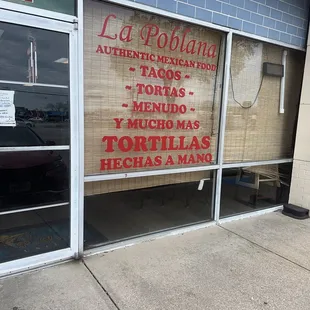 La Poblana
AUTHENTIC MEXICAN FOOD
- TACOS -
- TORTAS -
- MENUDO -
Y MUCHO MAS
TORTILLAS
HECHAS A MANO